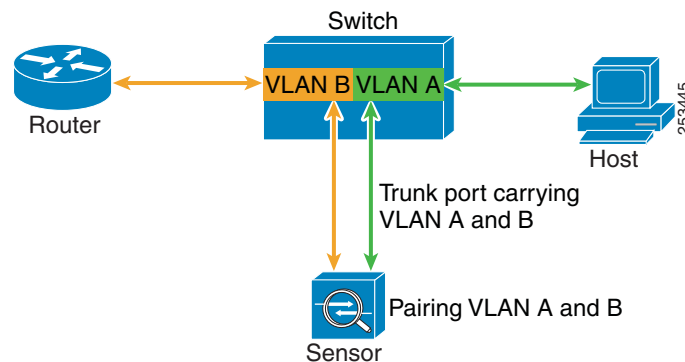 Switch
VLAN B VLAN A
Router
Host
253445
Trunk port carrying
VLAN A and B
Pairing VLAN A and B
Sensor